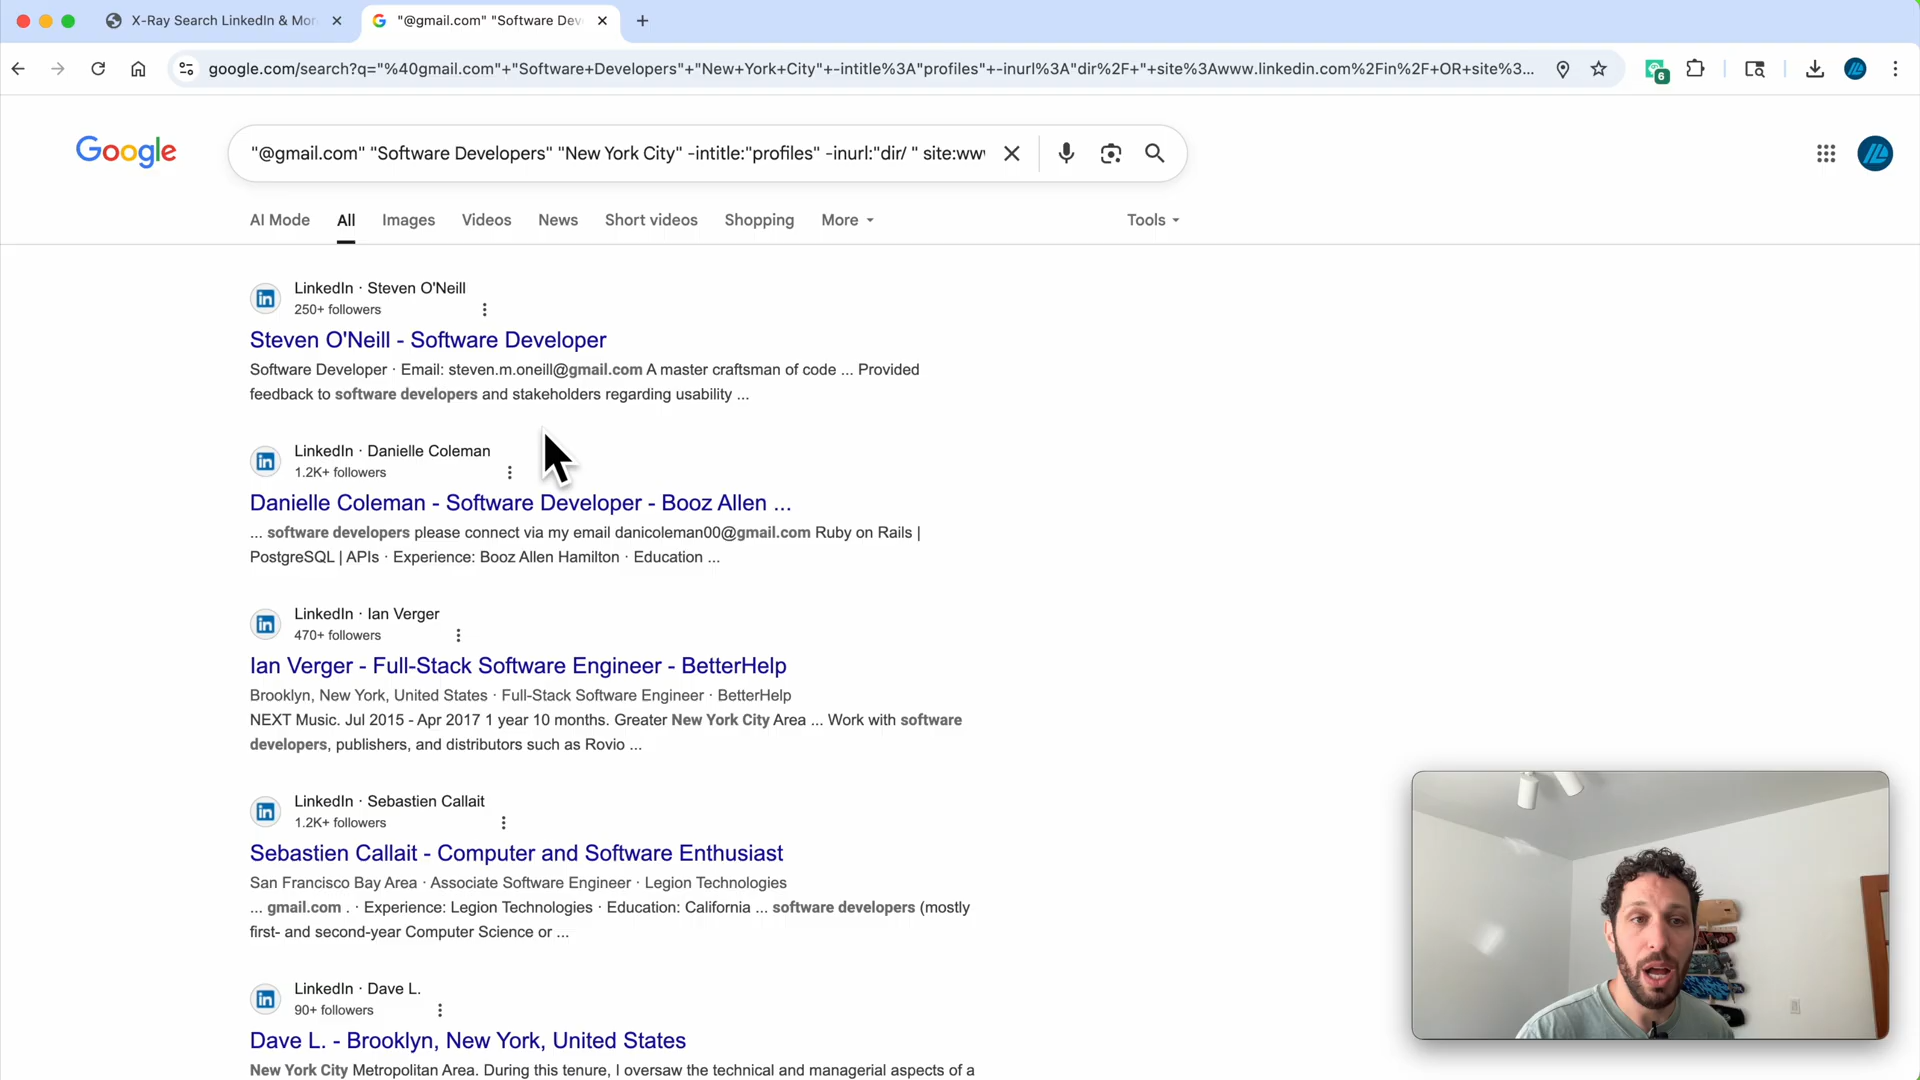 X-Ray Search LinkedIn & Mor
"@gmail.com" "Software Dev
google.com/search?q="%40gmail.com"+"Software+Developers"+"New+York+City"+-intitle%3A"profiles"+-inurl%3A"dir%2F+"+site%3Awww.linkedin.com%2Fin%2F+OR+site%3...
6
Google
"@gmail.com" "Software Developers" "New York City" -intitle:"profiles" -inurl:"dir/ " site:www
AI Mode
All
Images
Videos
News
Short videos
Shopping
More
Tools
LinkedIn · Steven O'Neill
250+ followers
Steven O'Neill - Software Developer
Software Developer · Email: steven.m.oneill@gmail.com A master craftsman of code ... Provided
feedback to software developers and stakeholders regarding usability ...
LinkedIn · Danielle Coleman
1.2K+ followers
Danielle Coleman - Software Developer - Booz Allen ...
... software developers please connect via my email danicoleman00@gmail.com Ruby on Rails |
PostgreSQL | APIs · Experience: Booz Allen Hamilton · Education ...
LinkedIn · Ian Verger
470+ followers
Ian Verger - Full-Stack Software Engineer - BetterHelp
Brooklyn, New York, United States · Full-Stack Software Engineer · BetterHelp
NEXT Music. Jul 2015 - Apr 2017 1 year 10 months. Greater New York City Area ... Work with software
developers, publishers, and distributors such as Rovio ...
LinkedIn · Sebastien Callait
1.2K+ followers
Sebastien Callait - Computer and Software Enthusiast
San Francisco Bay Area · Associate Software Engineer · Legion Technologies
... gmail.com . · Experience: Legion Technologies · Education: California ... software developers (mostly
first- and second-year Computer Science or ...
LinkedIn · Dave L.
90+ followers
Dave L. - Brooklyn, New York, United States
New York City Metropolitan Area. During this tenure, I oversaw the technical and managerial aspects of a